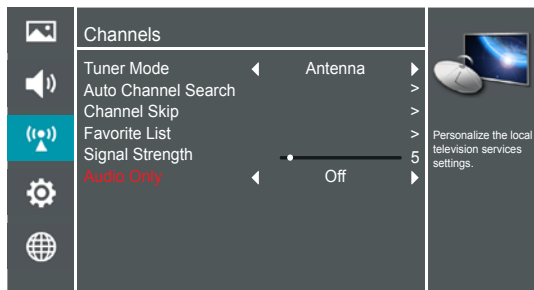 Channels
Tuner Mode Antenna
Auto Channel Search >
Channel Skip >
Favorite List >
Signal Strength 5
Audio Only Off
Personalize the local
television services
settings.